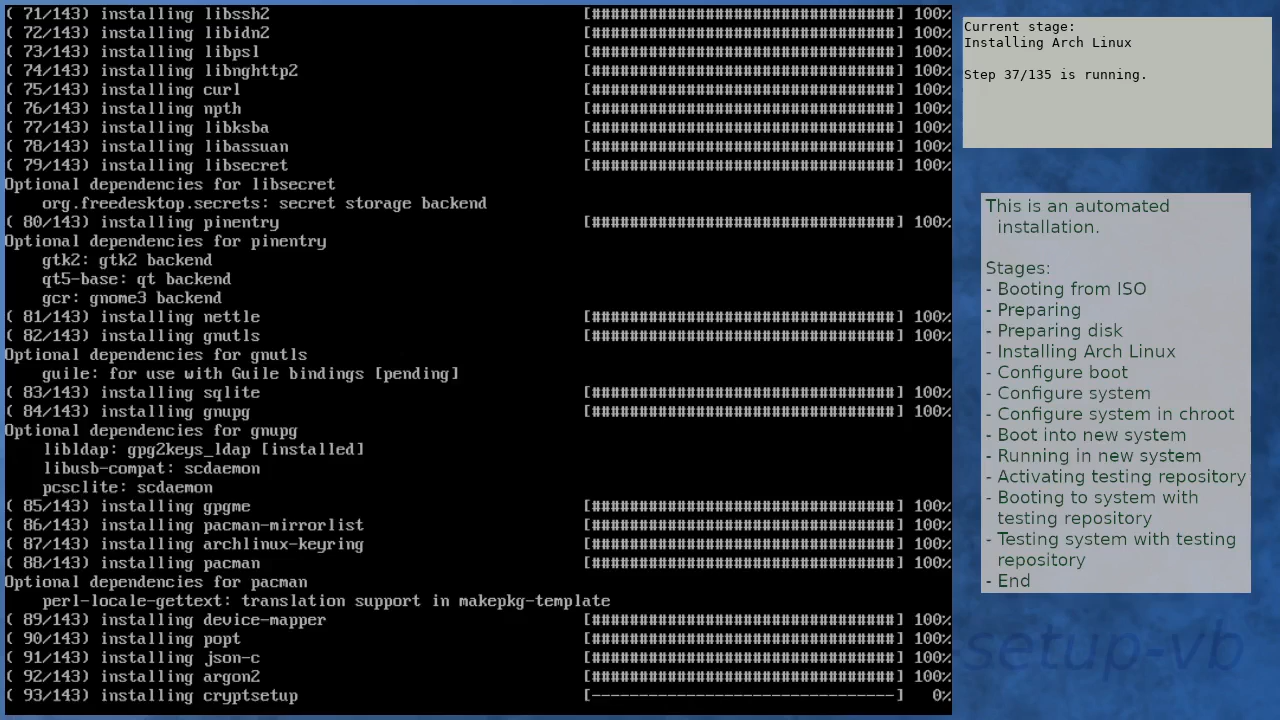 ( 71/143) installing libssh2 [################################] 100%
( 72/143) installing libidn2 [################################] 100%
( 73/143) installing libpsl [################################] 100%
( 74/143) installing libnghttp2 [################################] 100%
( 75/143) installing curl [################################] 100%
( 76/143) installing npth [################################] 100%
( 77/143) installing libksba [################################] 100%
( 78/143) installing libassuan [################################] 100%
( 79/143) installing libsecret [################################] 100%
Optional dependencies for libsecret
org.freedesktop.secrets: secret storage backend
( 80/143) installing pinentry [################################] 100%
Optional dependencies for pinentry
gtk2: gtk2 backend
qt5-base: qt backend
gcr: gnome3 backend
( 81/143) installing nettle [################################] 100%
( 82/143) installing gnutls [################################] 100%
Optional dependencies for gnutls
guile: for use with Guile bindings [pending]
( 83/143) installing sqlite [################################] 100%
( 84/143) installing gnupg [################################] 100%
Optional dependencies for gnupg
libldap: gpg2keys_ldap [installed]
libusb-compat: scdaemon
pcsclite: scdaemon
( 85/143) installing gpgme [################################] 100%
( 86/143) installing pacman-mirrorlist [################################] 100%
( 87/143) installing archlinux-keyring [################################] 100%
( 88/143) installing pacman [################################] 100%
Optional dependencies for pacman
perl-locale-gettext: translation support in makepkg-template
( 89/143) installing device-mapper [################################] 100%
( 90/143) installing popt [################################] 100%
( 91/143) installing json-c [################################] 100%
( 92/143) installing argon2 [################################] 100%
( 93/143) installing cryptsetup [--------------------------------] 0%
Current stage:
Installing Arch Linux
Step 37/135 is running.
This is an automated
installation.
Stages:
- Booting from ISO
- Preparing
- Preparing disk
- Installing Arch Linux
- Configure boot
- Configure system
- Configure system in chroot
- Boot into new system
- Running in new system
- Activating testing repository
- Booting to system with
testing repository
- Testing system with testing
repository
- End
setup-vb